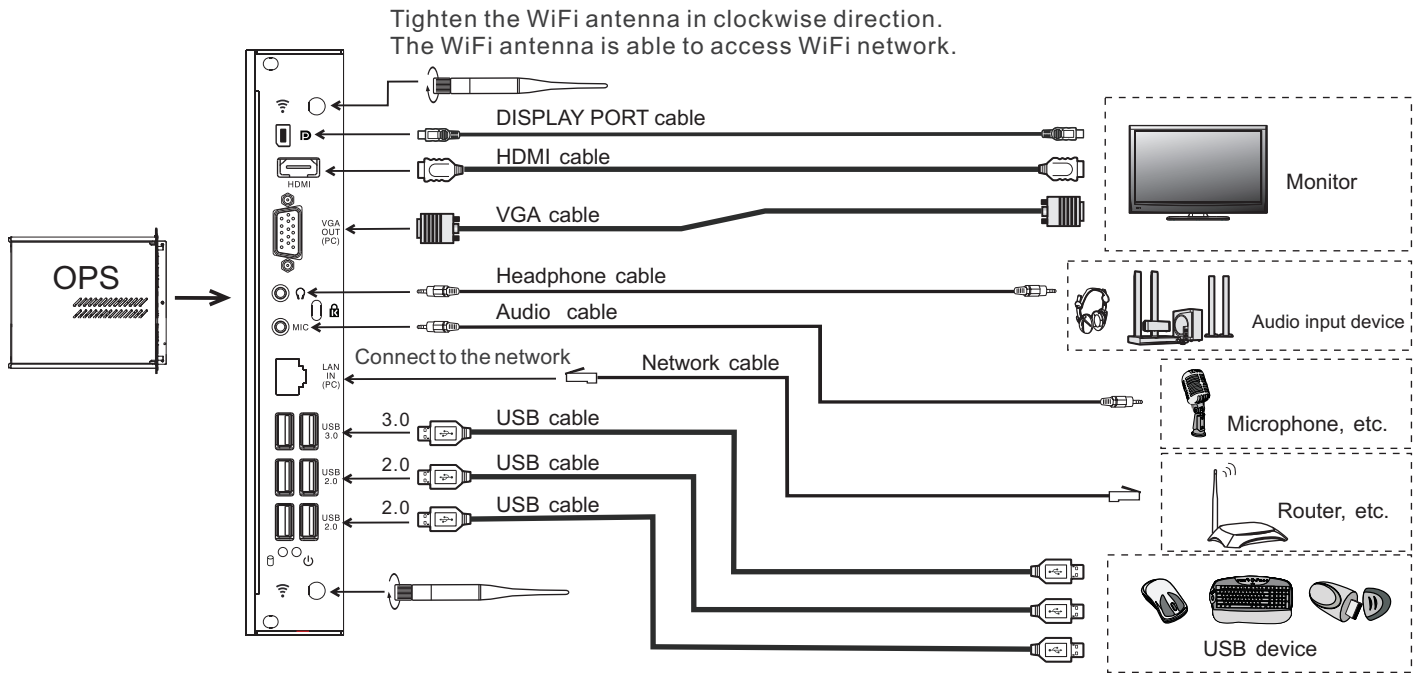 Tighten the WiFi antenna in clockwise direction.
The WiFi antenna is able to access WiFi network.
DISPLAY PORT cable
HDMI cable
HDMI
Monitor
VGA cable
VGA
OUT
(PC)
OPS
Headphone cable
Audio cable
MIC
Audio input device
Connect to the network
Network cable
LAN
IN
(PC)
Microphone, etc.
3.0
USB cable
USB
3.0
2.0
USB cable
USB
2.0
2.0
USB cable
USB
2.0
Router, etc.
USB device